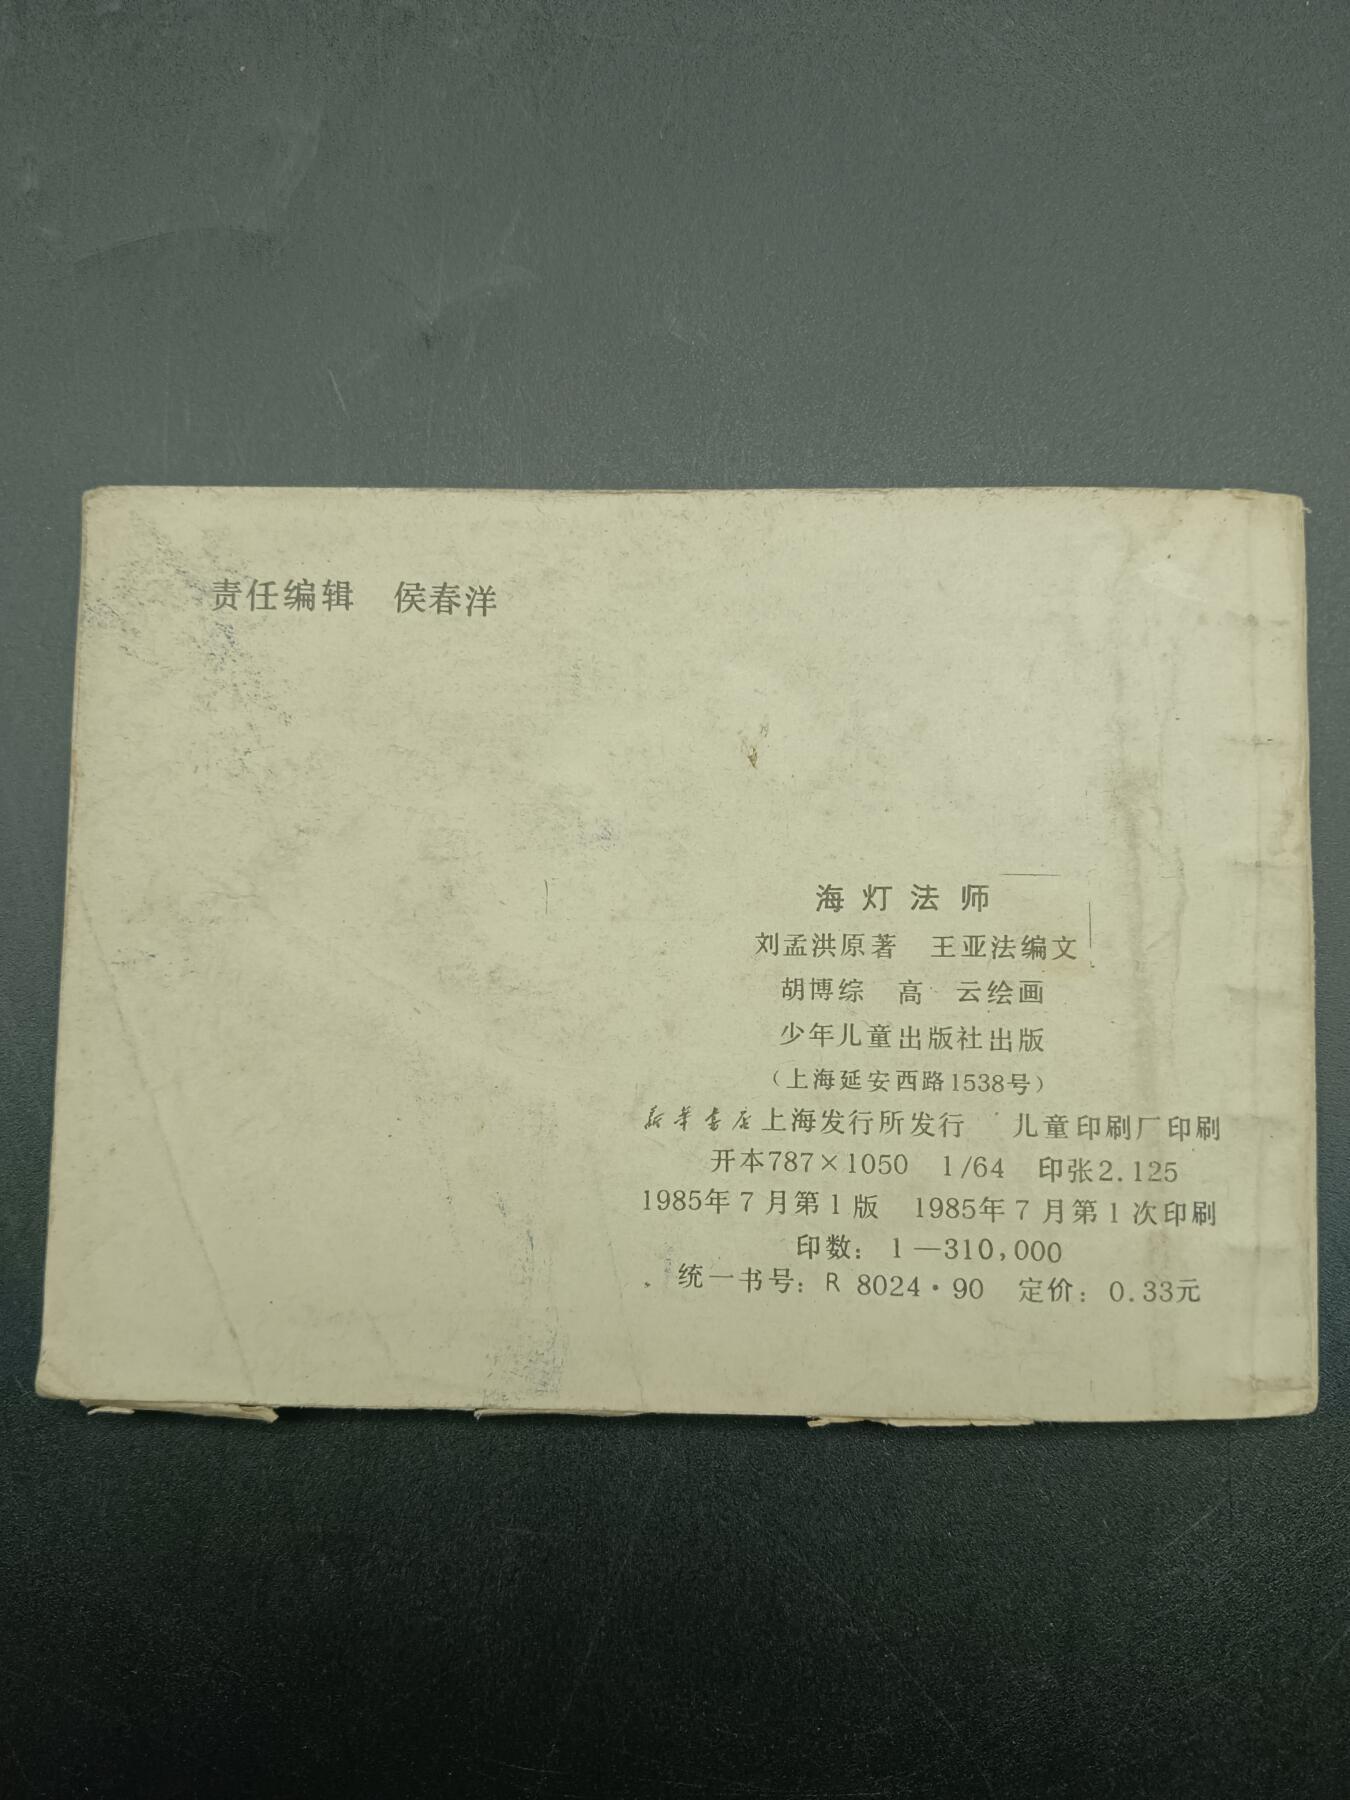 责任编辑　侯春洋
海灯法师
刘孟洪原著　王亚法编文
胡博综　高　云绘画
少年儿童出版社出版
（上海延安西路1538号）
新华书店上海发行所发行　儿童印刷厂印刷
开本787×1050　1/64　印张2.125
1985年7月第1版　1985年7月第1次印刷
印数：1—310,000
统一书号：R 8024·90　定价：0.33元